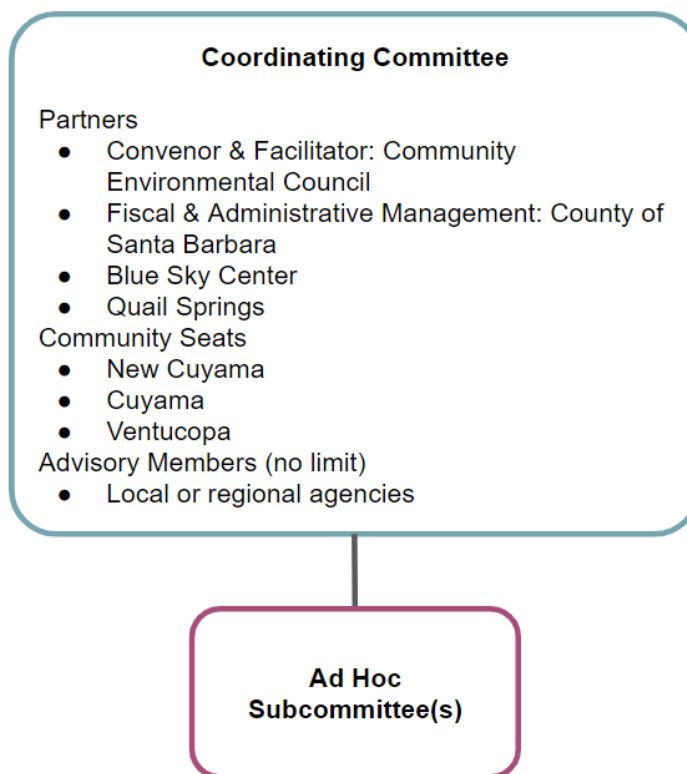 Coordinating Committee
Partners
● Convenor & Facilitator: Community
Environmental Council
● Fiscal & Administrative Management: County of
Santa Barbara
● Blue Sky Center
● Quail Springs
Community Seats
● New Cuyama
● Cuyama
● Ventucopa
Advisory Members (no limit)
● Local or regional agencies
Ad Hoc
Subcommittee(s)